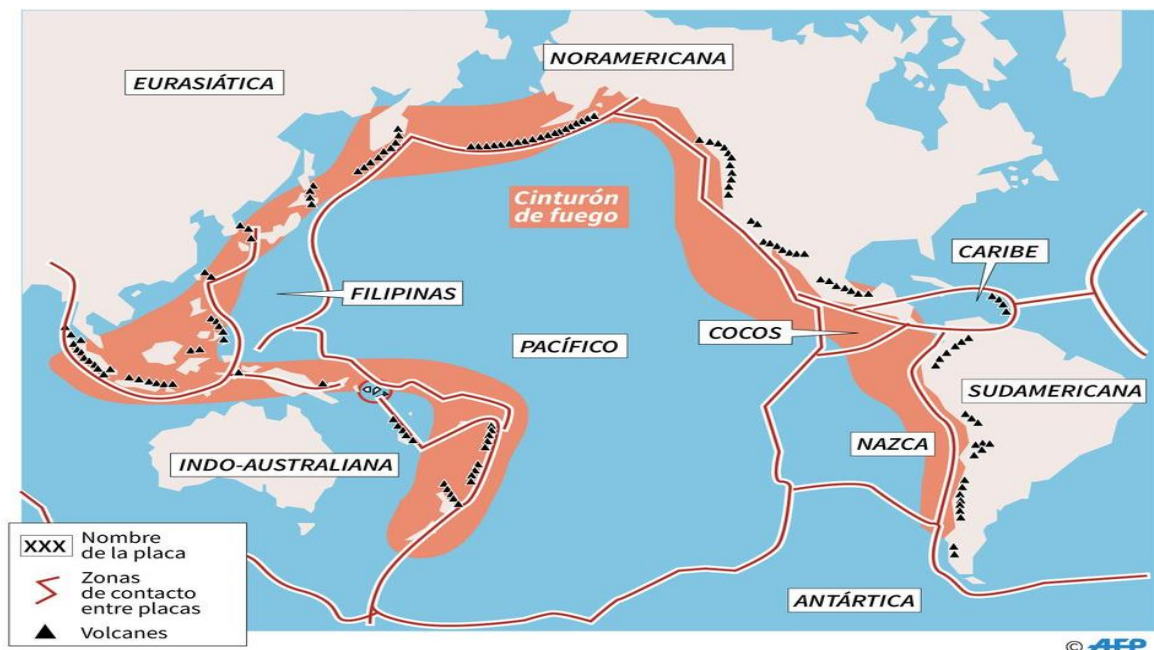 NORAMERICANA
EURASIÁTICA
Cinturón
de fuego
CARIBE
FILIPINAS
COCOS
PACÍFICO
SUDAMERICANA
NAZCA
INDO-AUSTRALIANA
ANTÁRTICA
XXX Nombre
de la placa
Zonas
de contacto
entre placas
Volcanes
© AFP